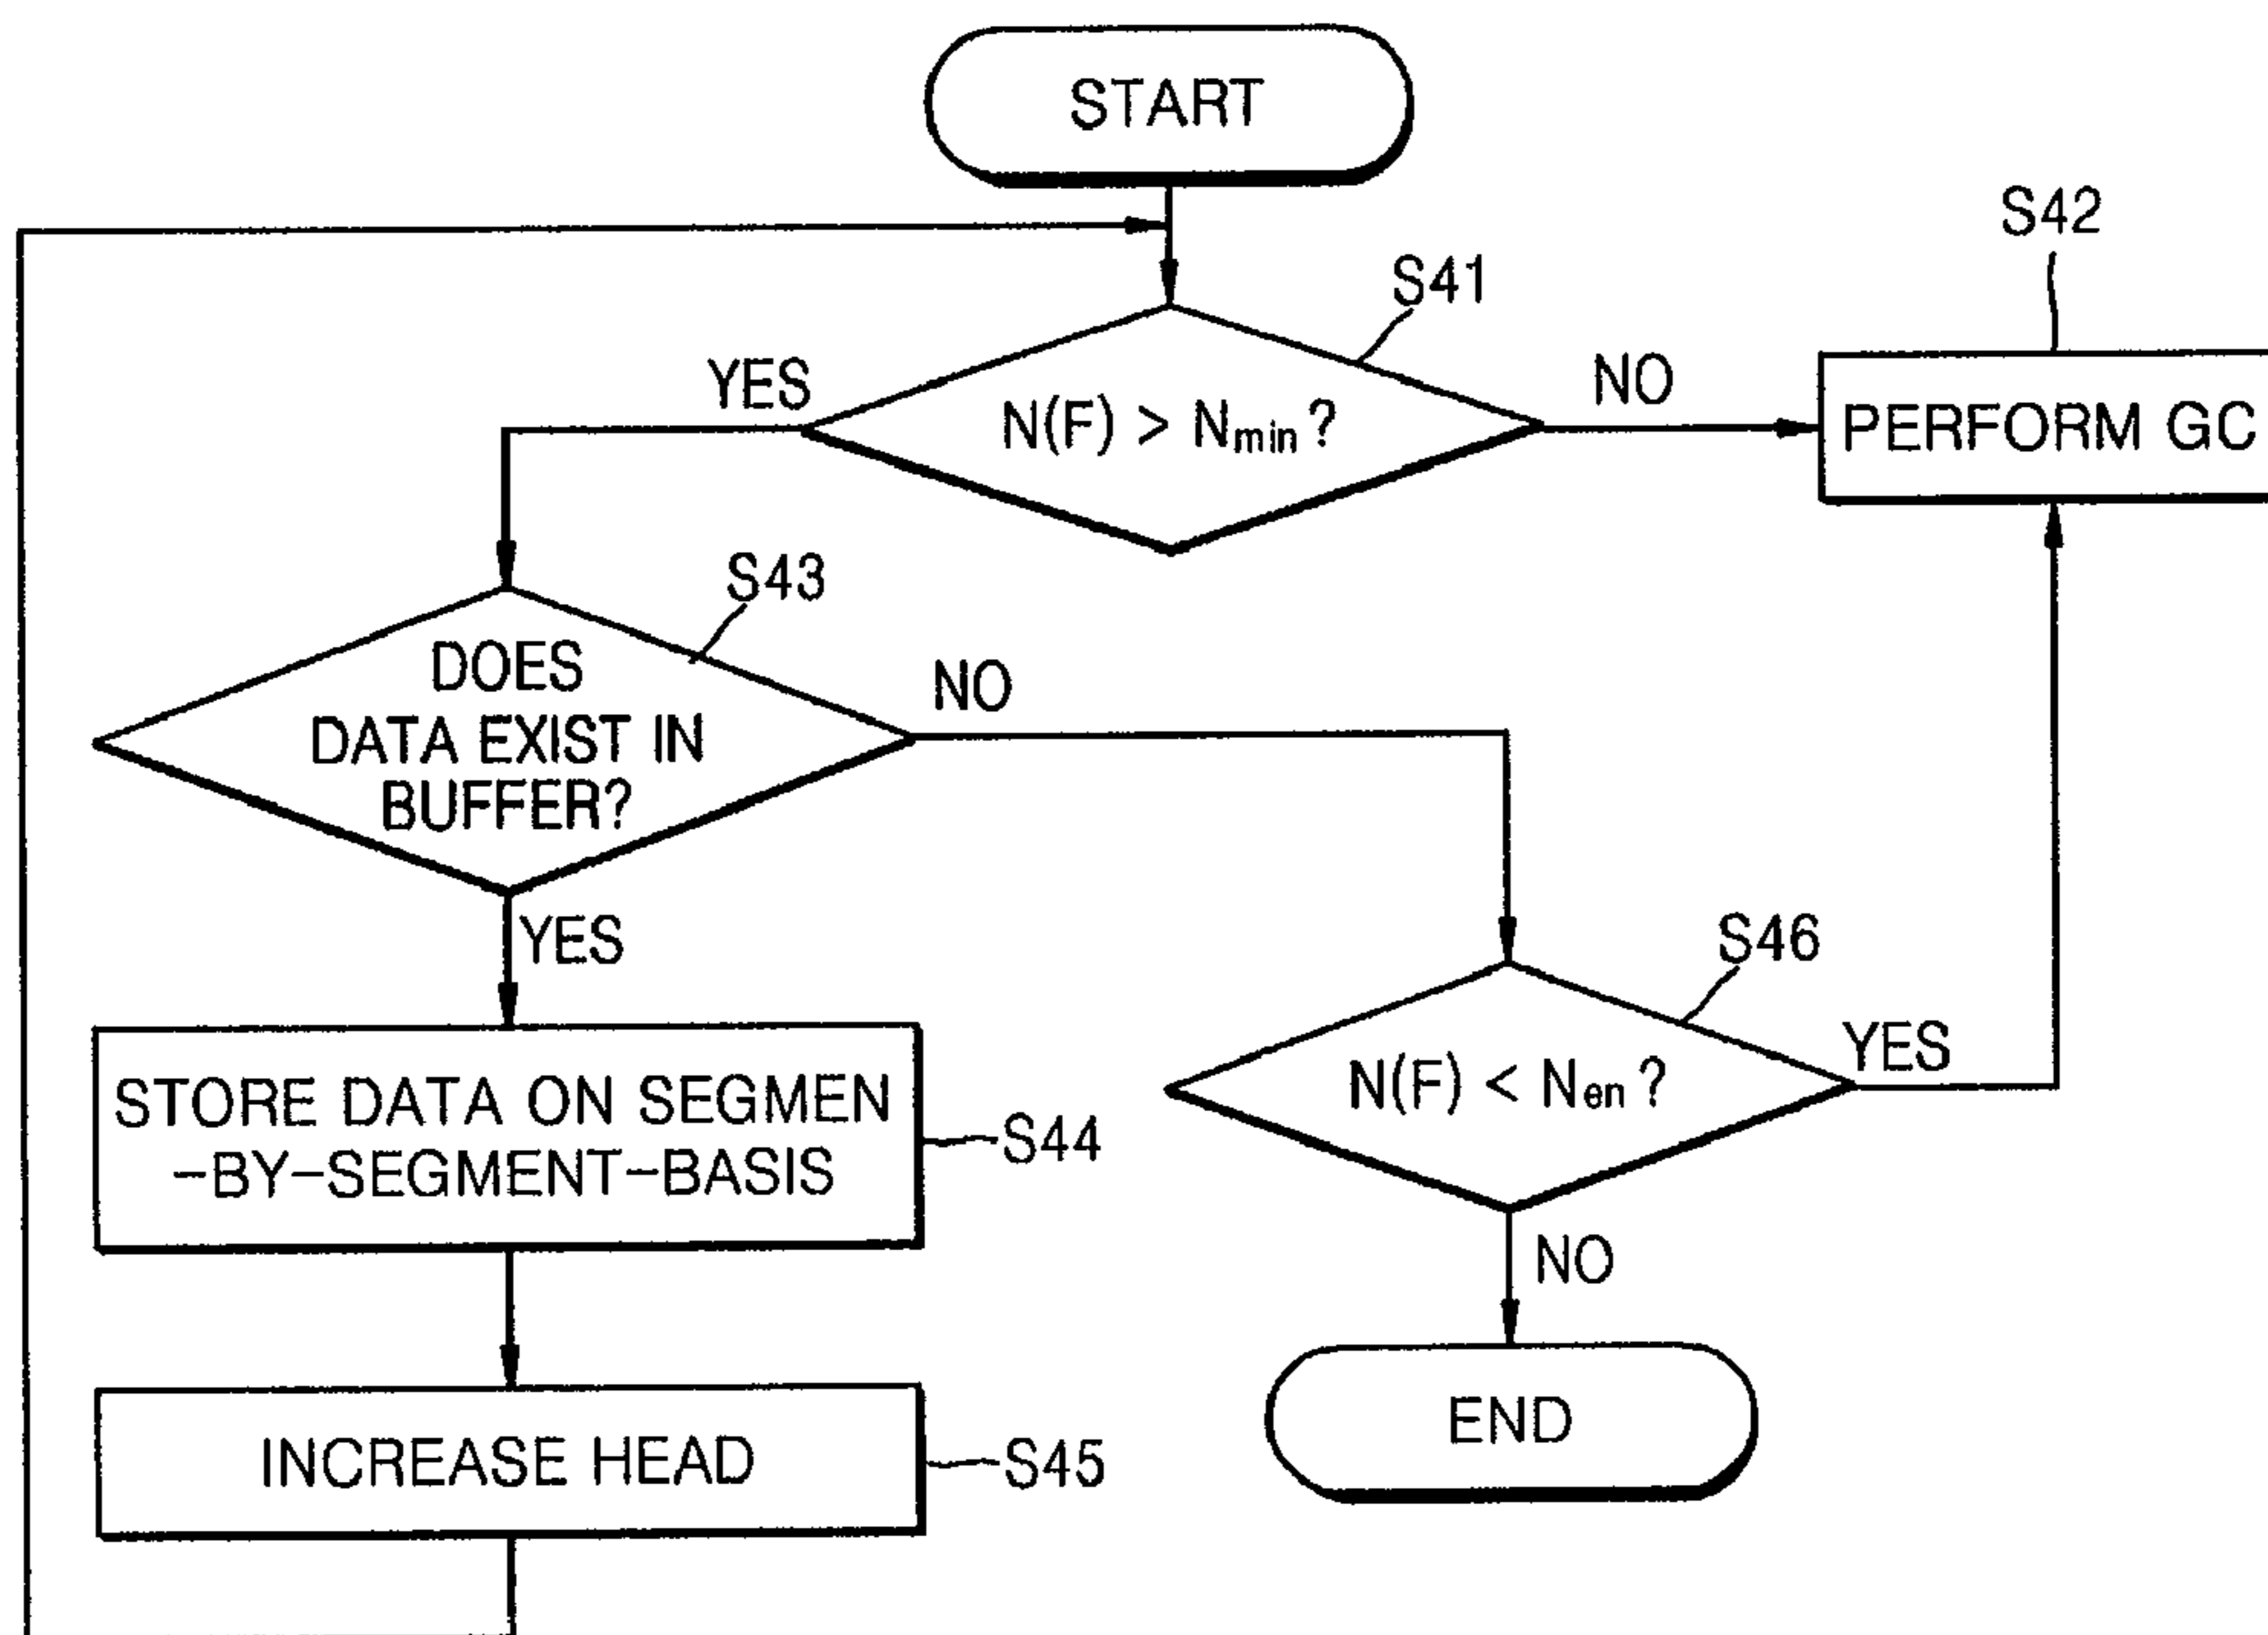 START
S42
S41
YES
NO
N(F) > Nmin ?
PERFORM GC
S43
DOES
DATA EXIST IN
BUFFER?
NO
YES
S46
N(F) < Nen ?
YES
STORE DATA ON SEGMEN
-BY-SEGMENT-BASIS
S44
NO
END
INCREASE HEAD
S45